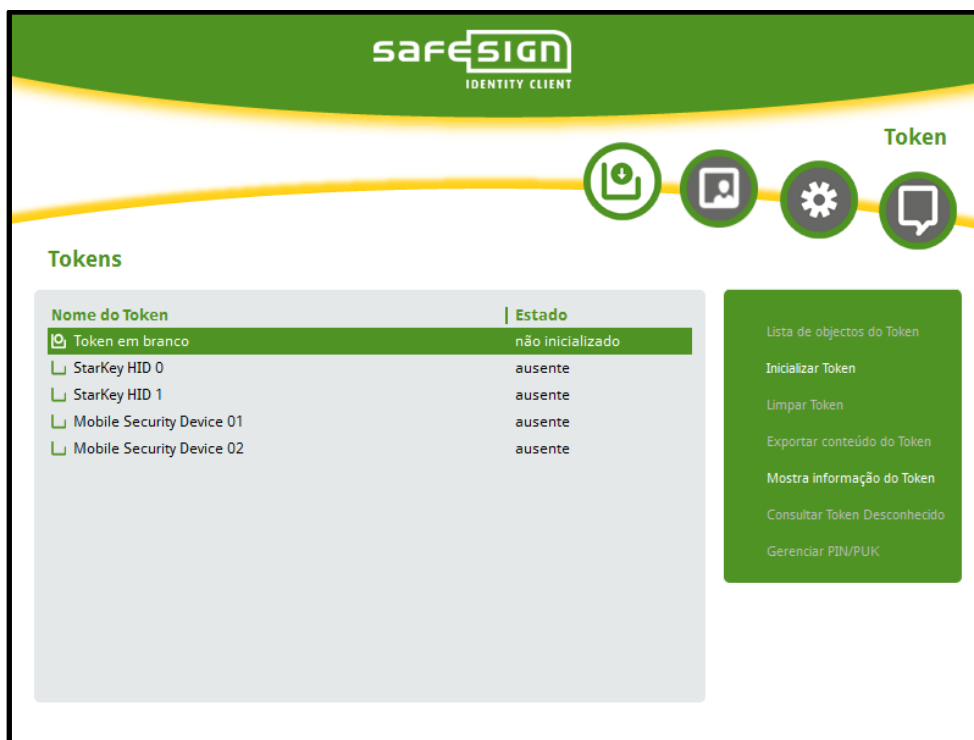 safesign
IDENTITY CLIENT
Token
Tokens
Nome do Token Estado
Token em branco não inicializado
StarKey HID 0 ausente
StarKey HID 1 ausente
Mobile Security Device 01 ausente
Mobile Security Device 02 ausente
Lista de objectos do Token
Inicializar Token
Limpar Token
Exportar conteúdo do Token
Mostra informação do Token
Consultar Token Desconhecido
Gerenciar PIN/PUK